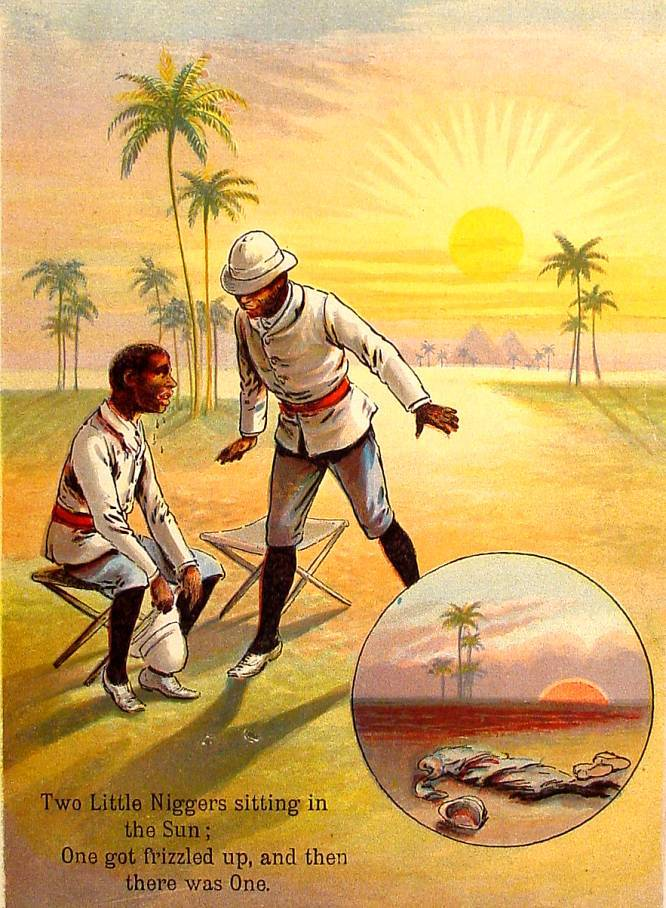 Two Little Niggers sitting in
the Sun;
One got frizzled up, and then
there was One.